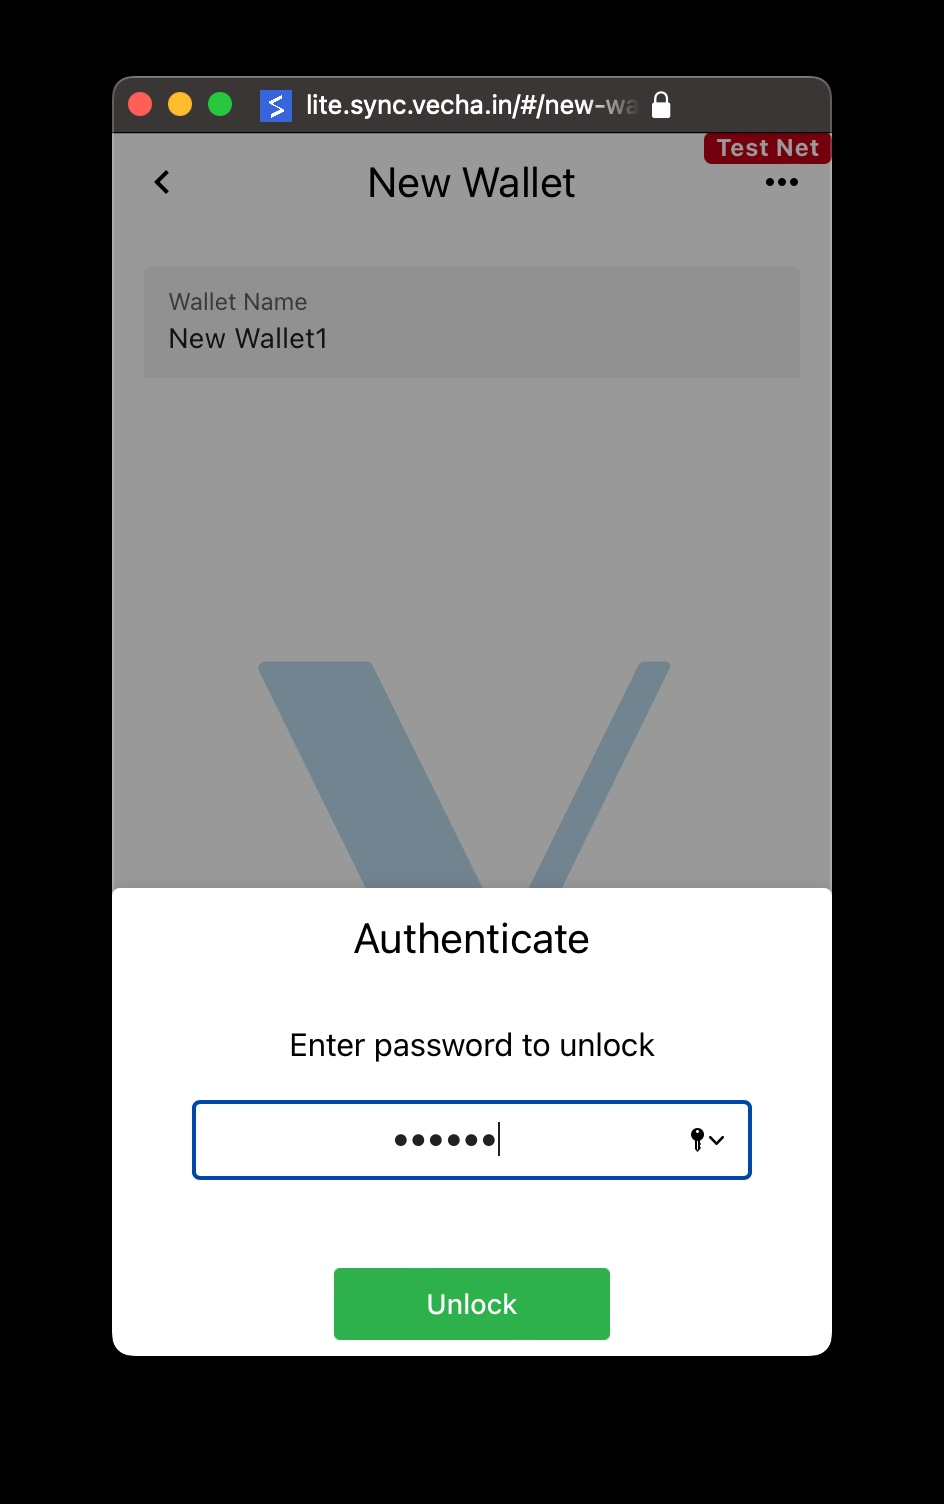 lite.sync.vecha.in/#/new-wa
Test Net
New Wallet
Wallet Name
New Wallet1
Authenticate
Enter password to unlock
••••••
Unlock